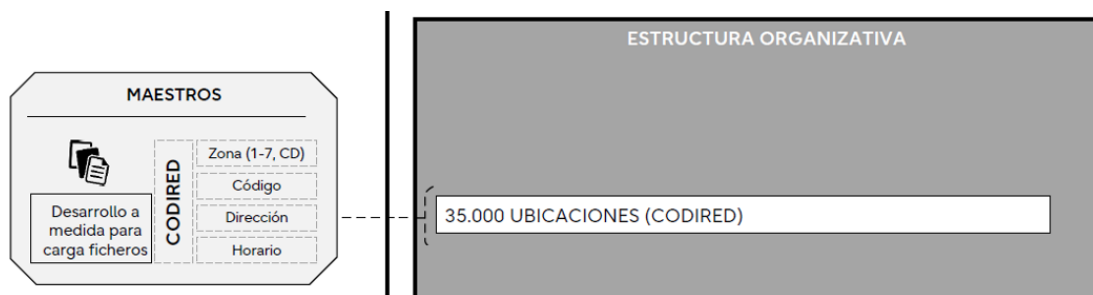 MAESTROS
Desarrollo a
medida para
carga ficheros
CODIRED
Zona (1-7, CD)
Código
Dirección
Horario
ESTRUCTURA ORGANIZATIVA
35.000 UBICACIONES (CODIRED)